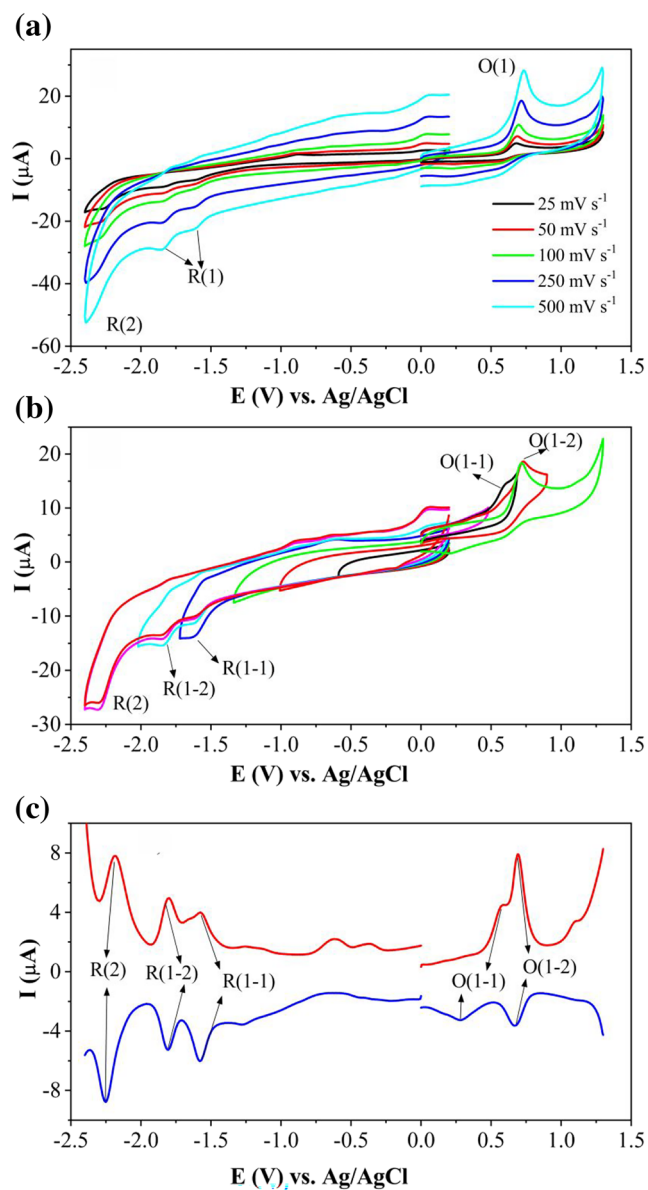 (a)
O(1)
20
0
-20
-40
-60
I (μA)
25 mV s-1
50 mV s-1
100 mV s-1
250 mV s-1
500 mV s-1
R(1)
R(2)
-2.5 -2.0 -1.5 -1.0 -0.5 0.0 0.5 1.0 1.5
E (V) vs. Ag/AgCl
(b)
O(1-2)
O(1-1)
20
10
0
-10
-20
-30
I (μA)
R(1-1)
R(1-2)
R(2)
-2.5 -2.0 -1.5 -1.0 -0.5 0.0 0.5 1.0 1.5
E (V) vs. Ag/AgCl
(c)
8
4
0
-4
-8
I (μA)
R(2) R(1-2) R(1-1) O(1-1) O(1-2)
-2.5 -2.0 -1.5 -1.0 -0.5 0.0 0.5 1.0 1.5
E (V) vs. Ag/AgCl